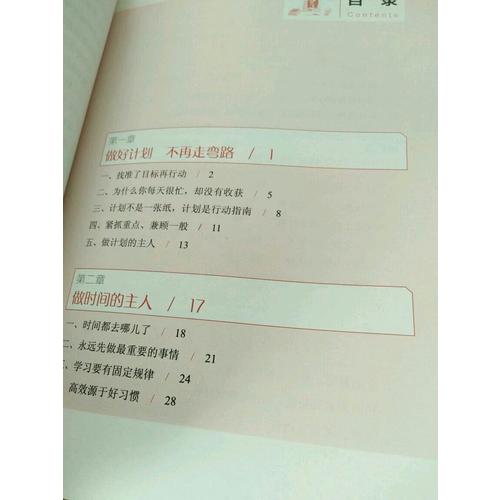 目 录
Contents
第一章
做好计划 不再走弯路 / 1
一、找准了目标再行动 / 2
二、为什么你每天很忙，却没有收获 / 5
三、计划不是一张纸，计划是行动指南 / 8
四、紧抓重点、兼顾一般 / 11
五、做计划的主人 / 13
第二章
做时间的主人 / 17
一、时间都去哪儿了 / 18
二、永远先做最重要的事情 / 21
三、学习要有固定规律 / 24
高效源于好习惯 / 28